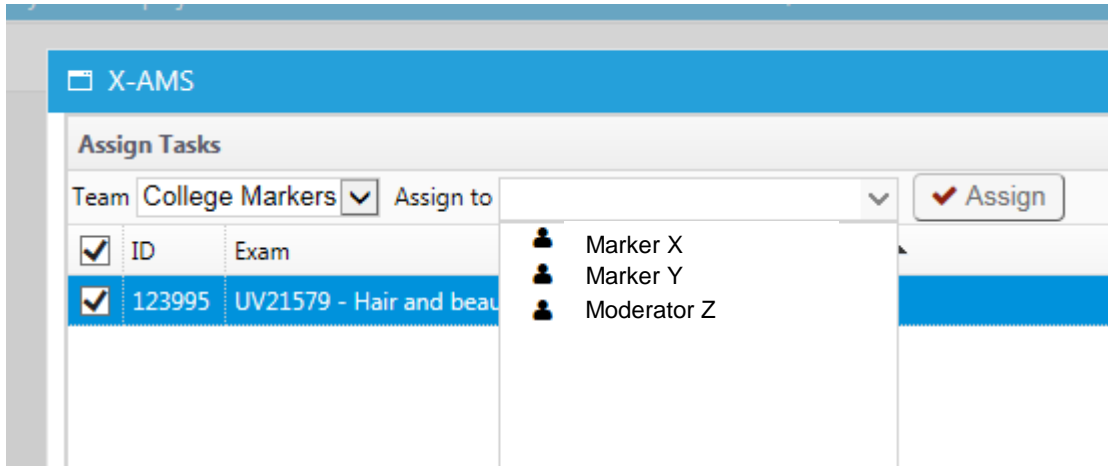 X-AMS
Assign Tasks
Team College Markers Assign to Assign
ID Exam
Marker X
Marker Y
123995 UV21579 - Hair and beau
Moderator Z